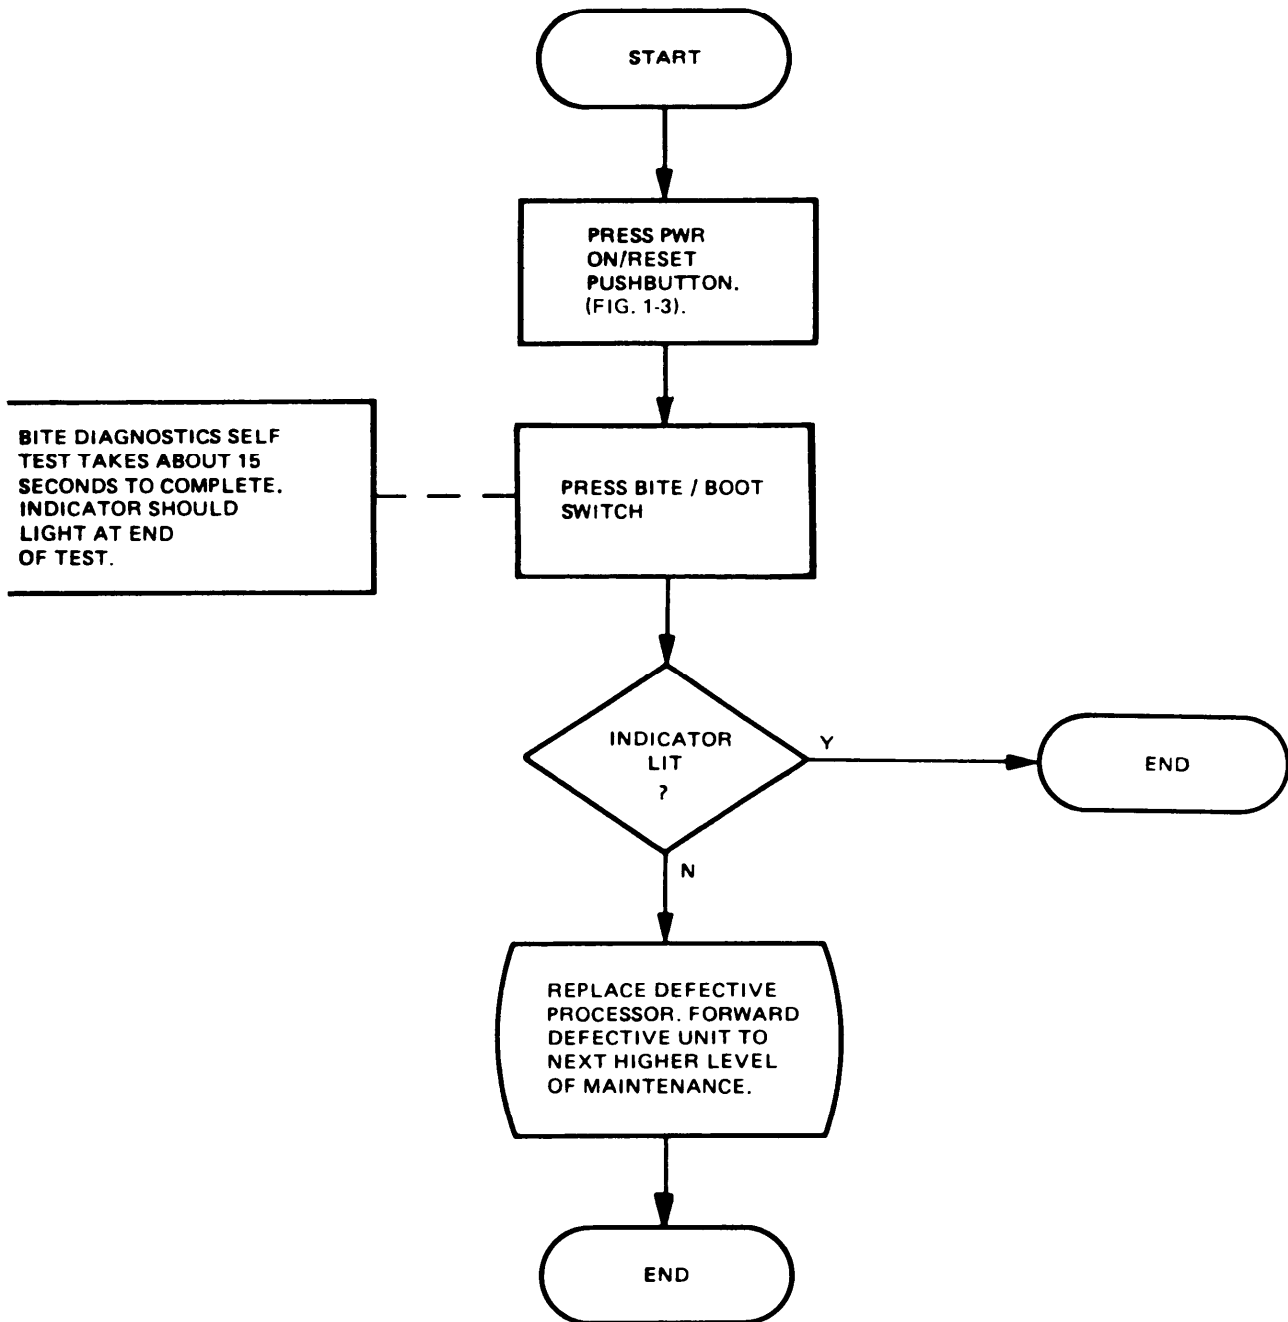 START
PRESS PWR
ON/RESET
PUSHBUTTON.
(FIG. 1-3).
BITE DIAGNOSTICS SELF
TEST TAKES ABOUT 15
SECONDS TO COMPLETE.
INDICATOR SHOULD
LIGHT AT END
OF TEST.
PRESS BITE / BOOT
SWITCH
INDICATOR
LIT
?
Y
END
N
REPLACE DEFECTIVE
PROCESSOR. FORWARD
DEFECTIVE UNIT TO
NEXT HIGHER LEVEL
OF MAINTENANCE.
END